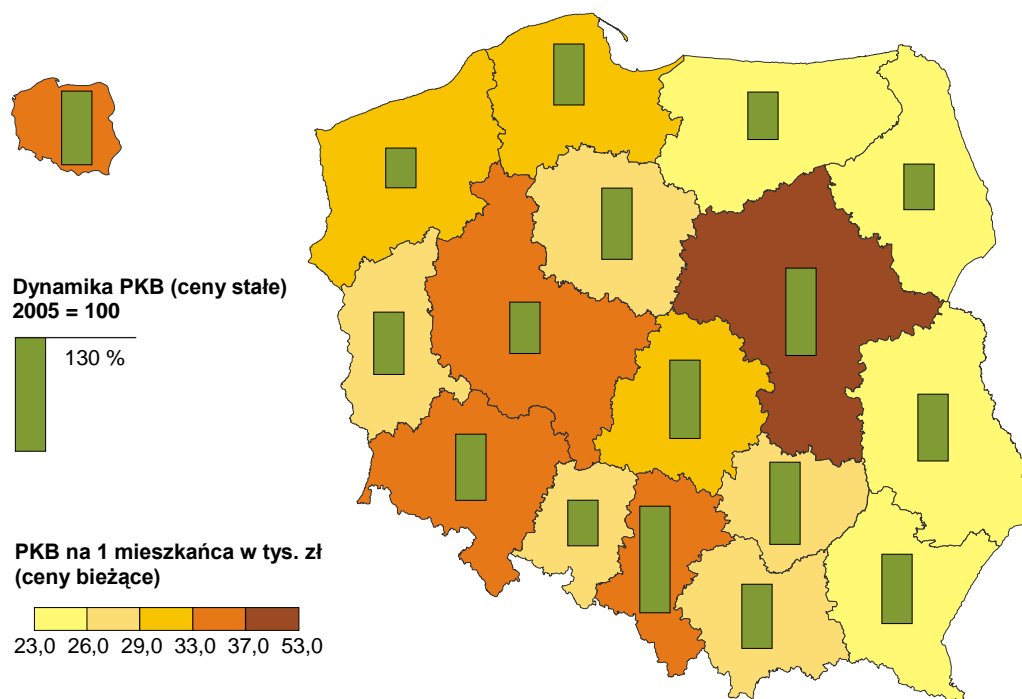 Dynamika PKB (ceny stałe)
2005 = 100
130 %
PKB na 1 mieszkańca w tys. zł
(ceny bieżące)
23,0 26,0 29,0 33,0 37,0 53,0